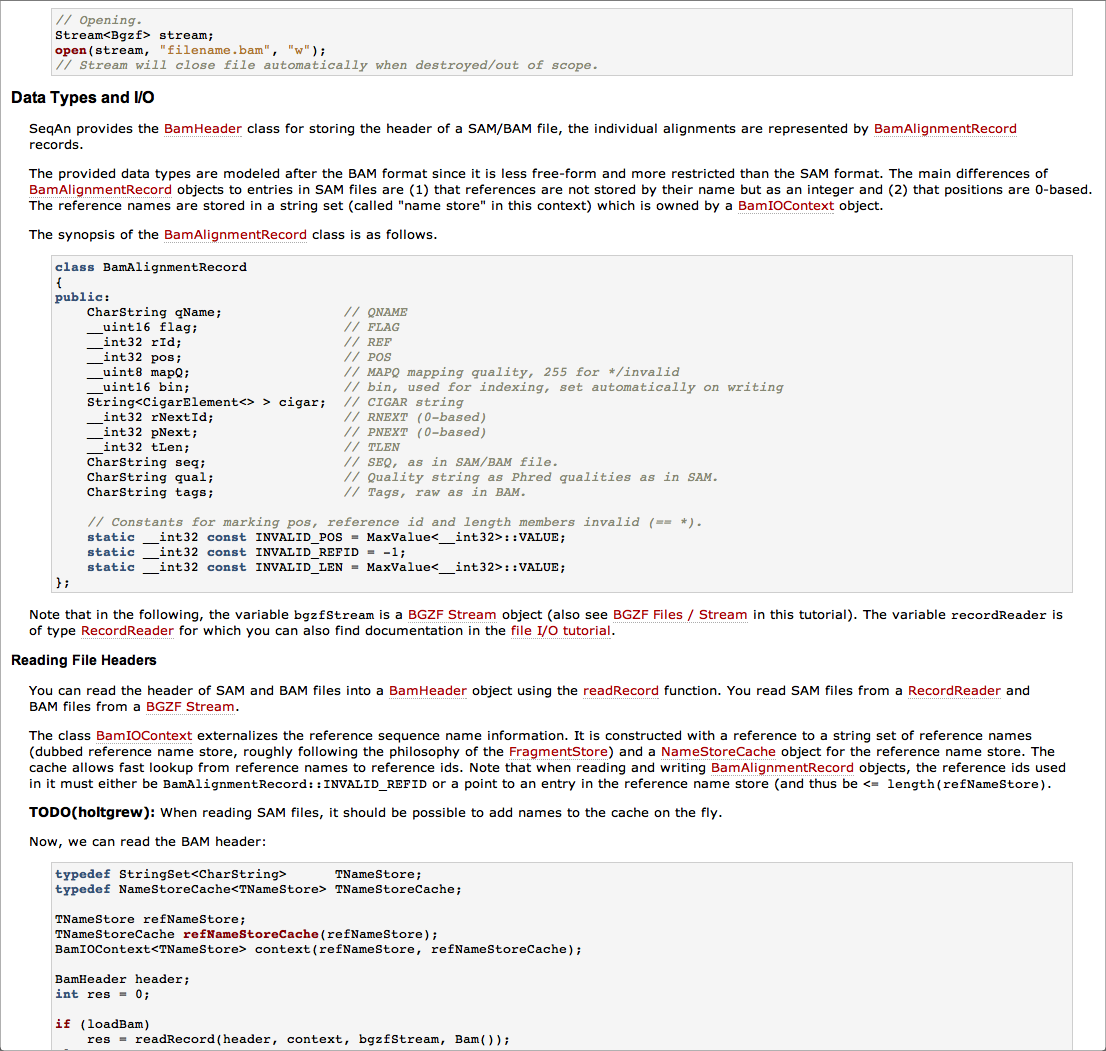 // Opening.
Stream<Bgzf> stream;
open(stream, "filename.bam", "w");
// Stream will close file automatically when destroyed/out of scope.
Data Types and I/O
SeqAn provides the BamHeader class for storing the header of a SAM/BAM file, the individual alignments are represented by BamAlignmentRecord
records.
The provided data types are modeled after the BAM format since it is less free-form and more restricted than the SAM format. The main differences of
BamAlignmentRecord objects to entries in SAM files are (1) that references are not stored by their name but as an integer and (2) that positions are 0-based.
The reference names are stored in a string set (called "name store" in this context) which is owned by a BamIOContext object.
The synopsis of the BamAlignmentRecord class is as follows.
class BamAlignmentRecord
{
public:
    CharString qName;               // QNAME
    __uint16 flag;                  // FLAG
    __int32 rId;                    // REF
    __int32 pos;                    // POS
    __uint8 mapQ;                   // MAPQ mapping quality, 255 for */invalid
    __uint16 bin;                   // bin, used for indexing, set automatically on writing
    String<CigarElement<> > cigar;  // CIGAR string
    __int32 rNextId;                // RNEXT (0-based)
    __int32 pNext;                  // PNEXT (0-based)
    __int32 tLen;                   // TLEN
    CharString seq;                 // SEQ, as in SAM/BAM file.
    CharString qual;                // Quality string as Phred qualities as in SAM.
    CharString tags;                // Tags, raw as in BAM.
    // Constants for marking pos, reference id and length members invalid (== *).
    static __int32 const INVALID_POS = MaxValue<__int32>::VALUE;
    static __int32 const INVALID_REFID = -1;
    static __int32 const INVALID_LEN = MaxValue<__int32>::VALUE;
};
Note that in the following, the variable bgzfStream is a BGZF Stream object (also see BGZF Files / Stream in this tutorial). The variable recordReader is
of type RecordReader for which you can also find documentation in the file I/O tutorial.
Reading File Headers
You can read the header of SAM and BAM files into a BamHeader object using the readRecord function. You read SAM files from a RecordReader and
BAM files from a BGZF Stream.
The class BamIOContext externalizes the reference sequence name information. It is constructed with a reference to a string set of reference names
(dubbed reference name store, roughly following the philosophy of the FragmentStore) and a NameStoreCache object for the reference name store. The
cache allows fast lookup from reference names to reference ids. Note that when reading and writing BamAlignmentRecord objects, the reference ids used
in it must either be BamAlignmentRecord::INVALID_REFID or a point to an entry in the reference name store (and thus be <= length(refNameStore).
TODO(holtgrew): When reading SAM files, it should be possible to add names to the cache on the fly.
Now, we can read the BAM header:
typedef StringSet<CharString>      TNameStore;
typedef NameStoreCache<TNameStore> TNameStoreCache;
TNameStore refNameStore;
TNameStoreCache refNameStoreCache(refNameStore);
BamIOContext<TNameStore> context(refNameStore, refNameStoreCache);
BamHeader header;
int res = 0;
if (loadBam)
    res = readRecord(header, context, bgzfStream, Bam());